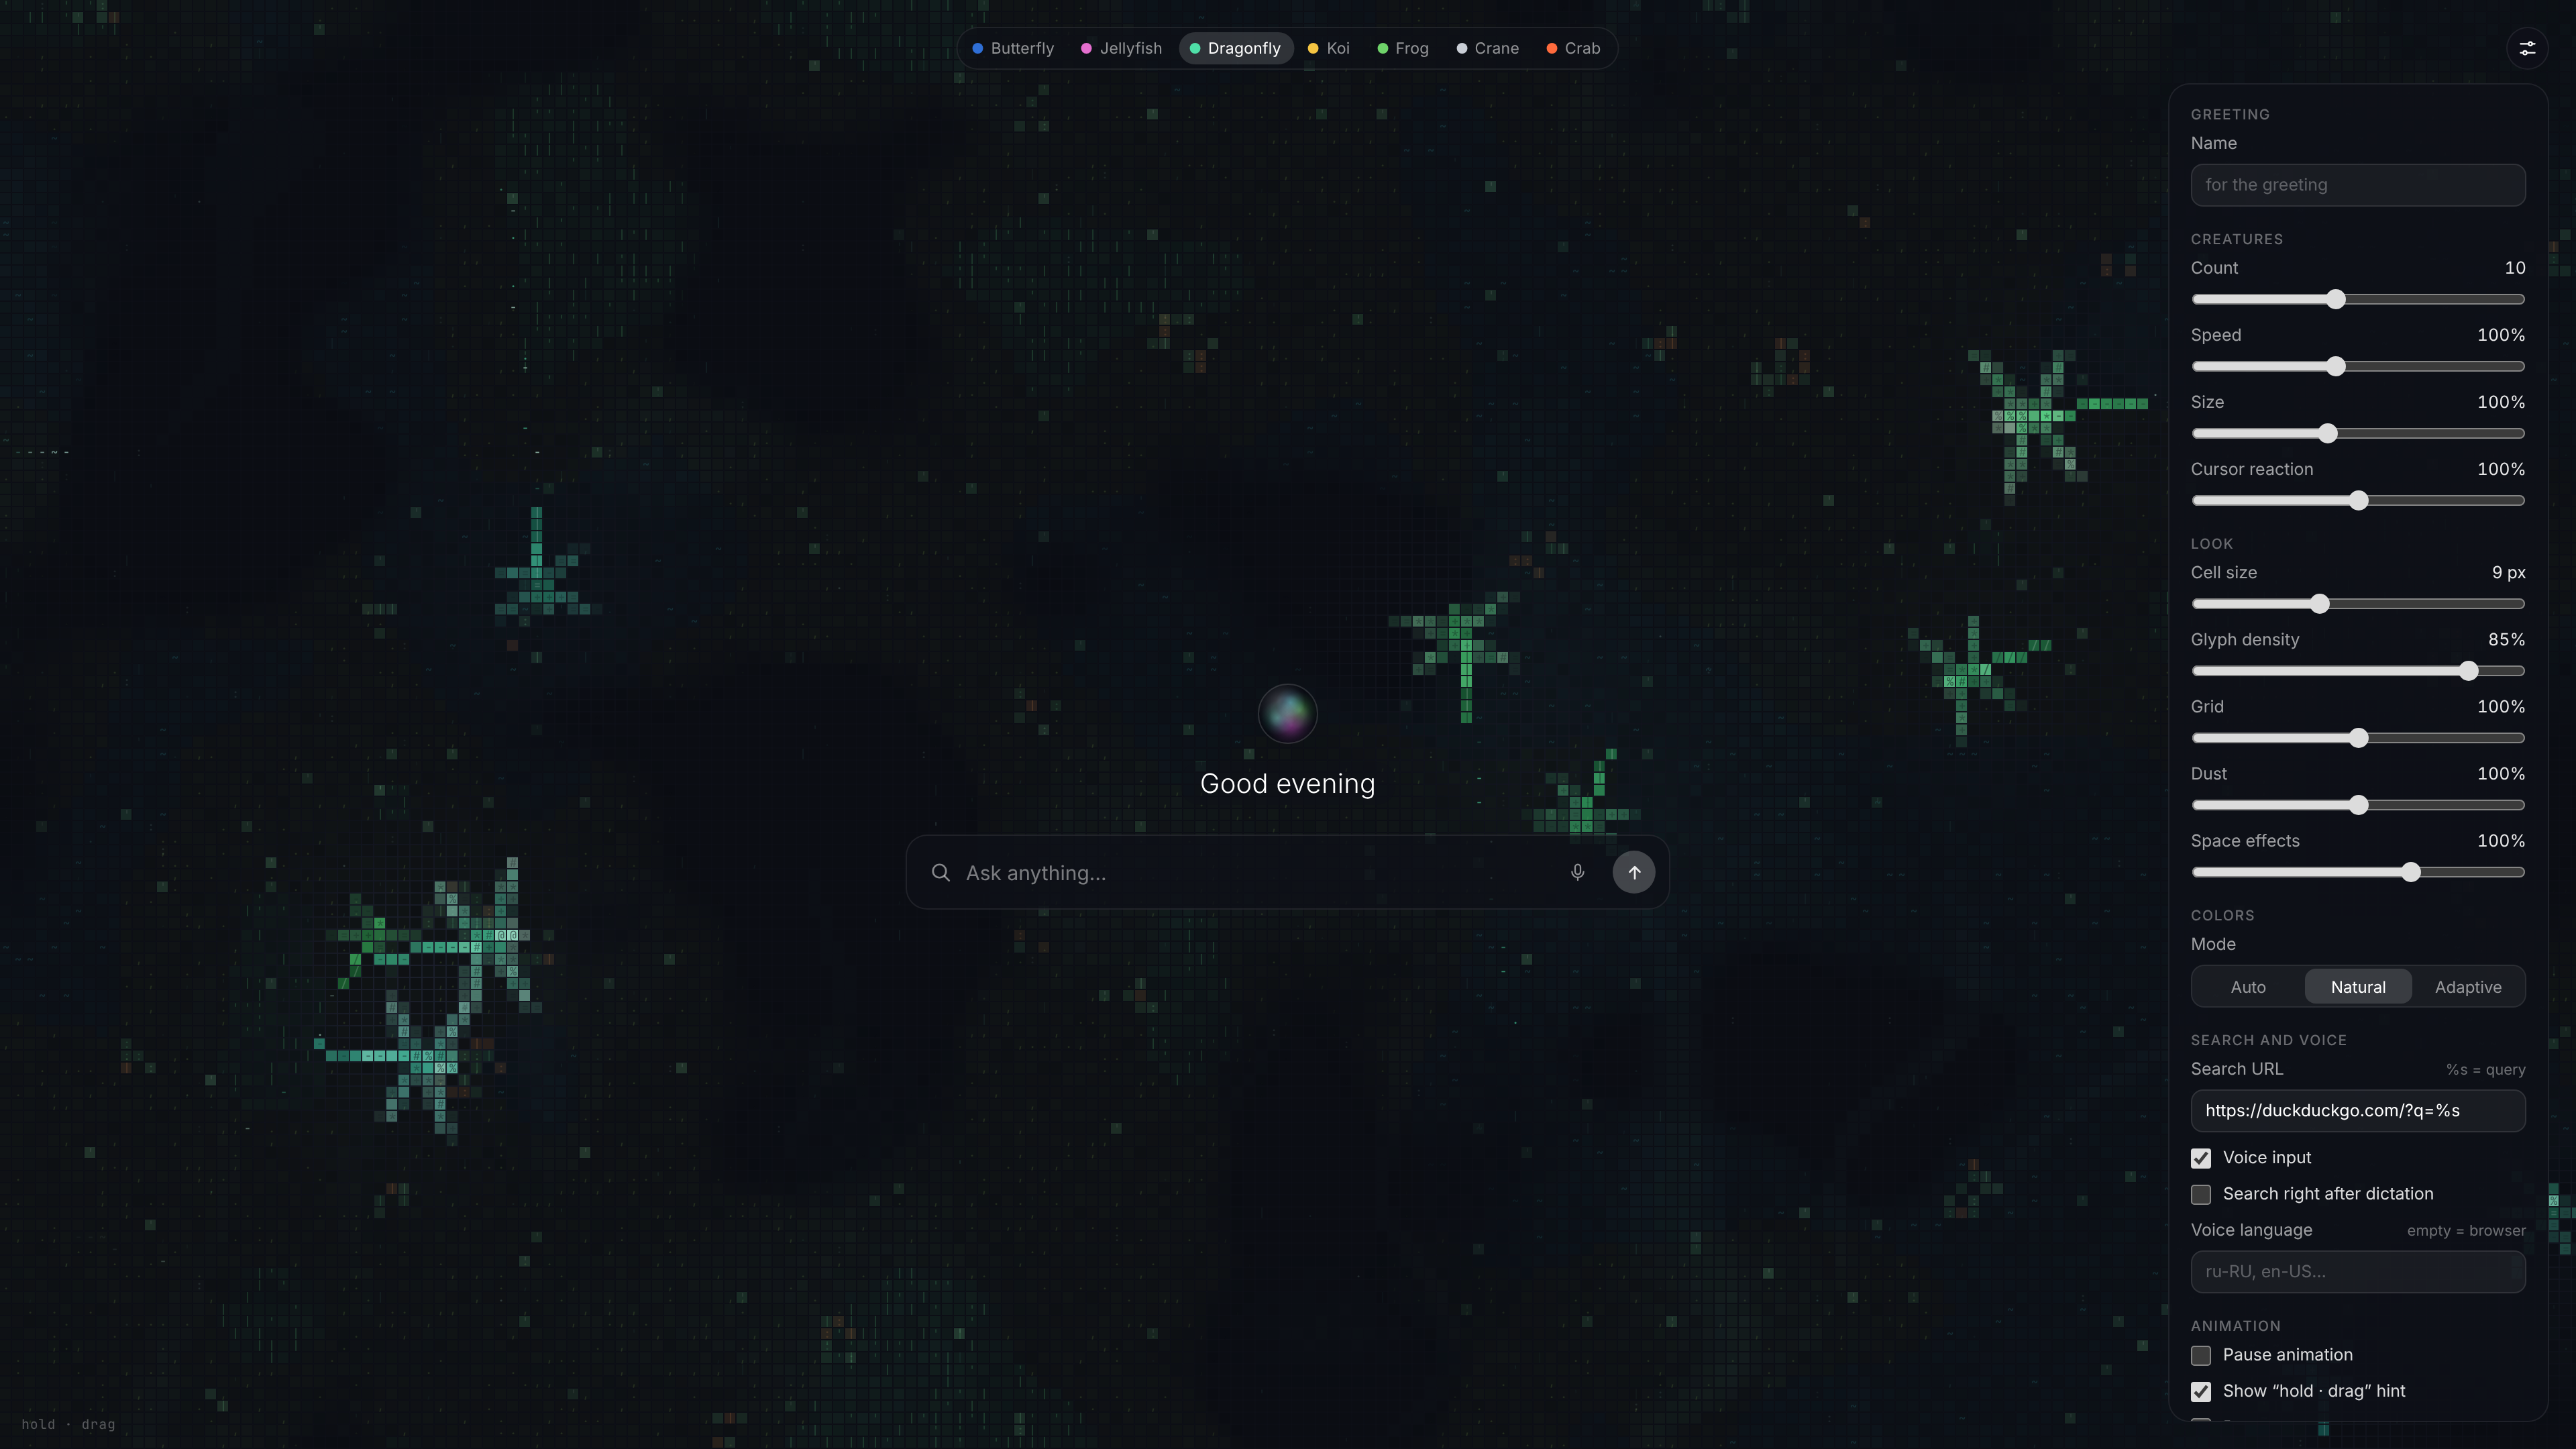 Butterfly Jellyfish Dragonfly Koi Frog Crane Crab
GREETING
Name
for the greeting
CREATURES
Count 10
Speed 100%
Size 100%
Cursor reaction 100%
LOOK
Cell size 9 px
Glyph density 85%
Grid 100%
Dust 100%
Space effects 100%
COLORS
Mode
Auto Natural Adaptive
SEARCH AND VOICE
Search URL %s = query
https://duckduckgo.com/?q=%s
Voice input
Search right after dictation
Voice language empty = browser
ru-RU, en-US...
ANIMATION
Pause animation
Show “hold · drag” hint
Good evening
Ask anything...
hold · drag